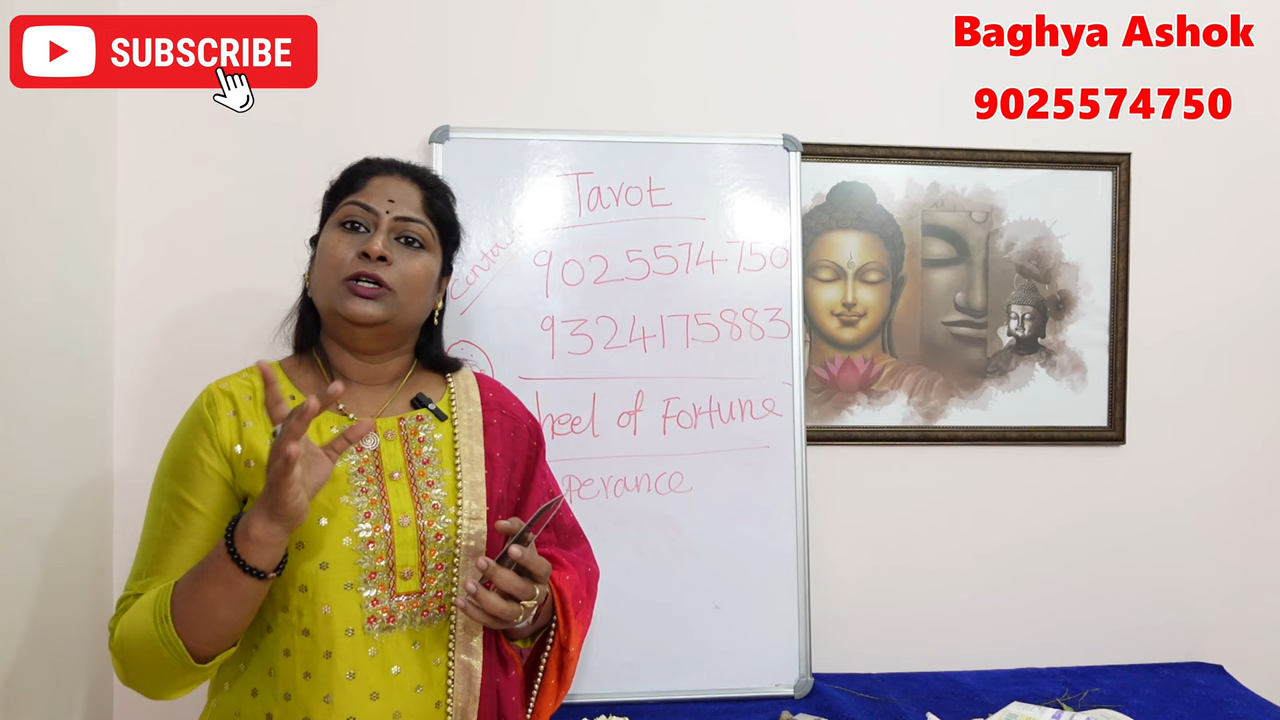 SUBSCRIBE
Baghya Ashok
9025574750
Tarot
9025574750
9324175883
heel of Fortune
perance